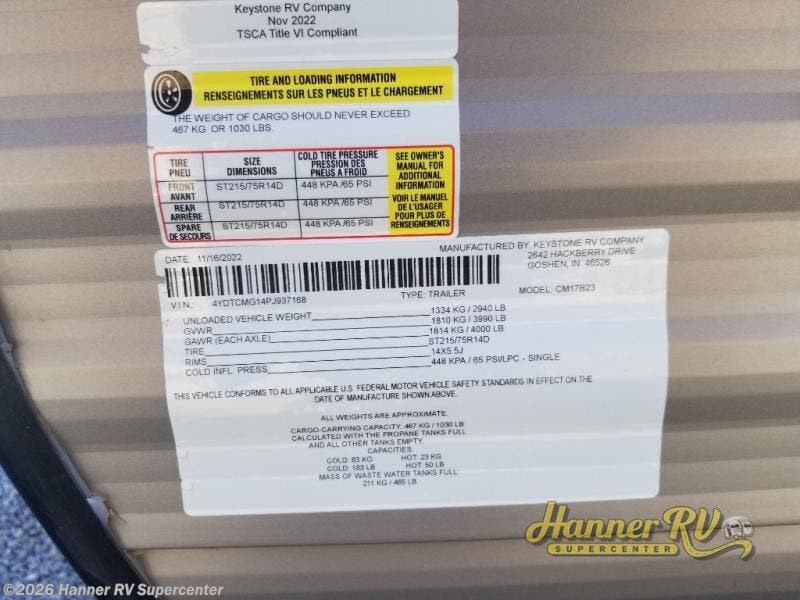 Keystone RV Company
Nov 2022
TSCA Title VI Compliant
TIRE AND LOADING INFORMATION
RENSEIGNEMENTS SUR LES PNEUS ET LE CHARGEMENT
THE WEIGHT OF CARGO SHOULD NEVER EXCEED
467 KG OR 1030 LBS.
TIRE PNEU SIZE DIMENSIONS COLD TIRE PRESSURE PRESSION DES PNEUS A FROID
FRONT AVANT ST215/75R14D 448 KPA /65 PSI
REAR ARRIÈRE ST215/75R14D 448 KPA /65 PSI
SPARE DE SECOURS ST215/75R14D 448 KPA /65 PSI
SEE OWNER'S
MANUAL FOR
ADDITIONAL
INFORMATION
VOIR LE MANUEL
DE L'USAGER
POUR PLUS DE
RENSEIGNEMENTS
DATE: 11/16/2022
MANUFACTURED BY KEYSTONE RV COMPANY
2642 HACKBERRY DRIVE
GOSHEN, IN 46526
V.I.N.: 4YDTCMG14PJ937168 TYPE: TRAILER MODEL: CM17B23
UNLOADED VEHICLE WEIGHT 1334 KG / 2940 LB
GVWR 1810 KG / 3990 LB
GAWR (EACH AXLE) 1814 KG / 4000 LB
TIRE ST215/75R14D
RIMS 14X5.5J
COLD INFL. PRESS 448 KPA / 65 PSI/LPC - SINGLE
THIS VEHICLE CONFORMS TO ALL APPLICABLE U.S. FEDERAL MOTOR VEHICLE SAFETY STANDARDS IN EFFECT ON THE
DATE OF MANUFACTURE SHOWN ABOVE.
ALL WEIGHTS ARE APPROXIMATE.
CARGO-CARRYING CAPACITY: 467 KG / 1030 LB
CALCULATED WITH THE PROPANE TANKS FULL
AND ALL OTHER TANKS EMPTY.
CAPACITIES:
COLD: 83 KG HOT: 23 KG
COLD: 183 LB HOT: 50 LB
MASS OF WASTE WATER TANKS FULL:
211 KG / 465 LB
Hanner RV
SUPERCENTER
©2026 Hanner RV Supercenter